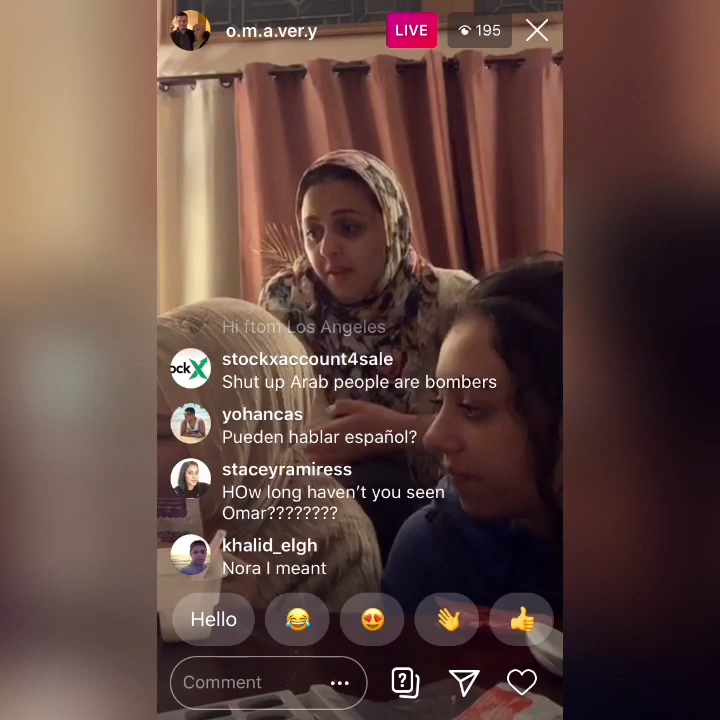 o.m.a.ver.y
LIVE
195
Hi ftom Los Angeles
ockX
stockxaccount4sale
Shut up Arab people are bombers
yohancas
Pueden hablar español?
staceyramiress
HOw long haven't you seen
Omar????????
khalid_elgh
Nora I meant
Hello
Comment